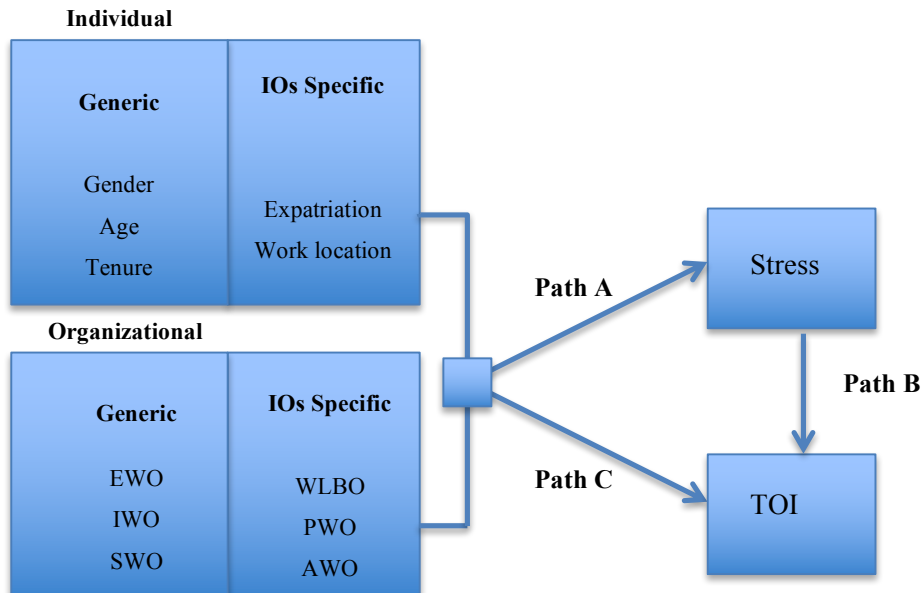 Individual
Generic
Gender
Age
Tenure
IOs Specific
Expatriation
Work location
Organizational
Generic
EWO
IWO
SWO
IOs Specific
WLBO
PWO
AWO
Path A
Stress
Path B
Path C
TOI